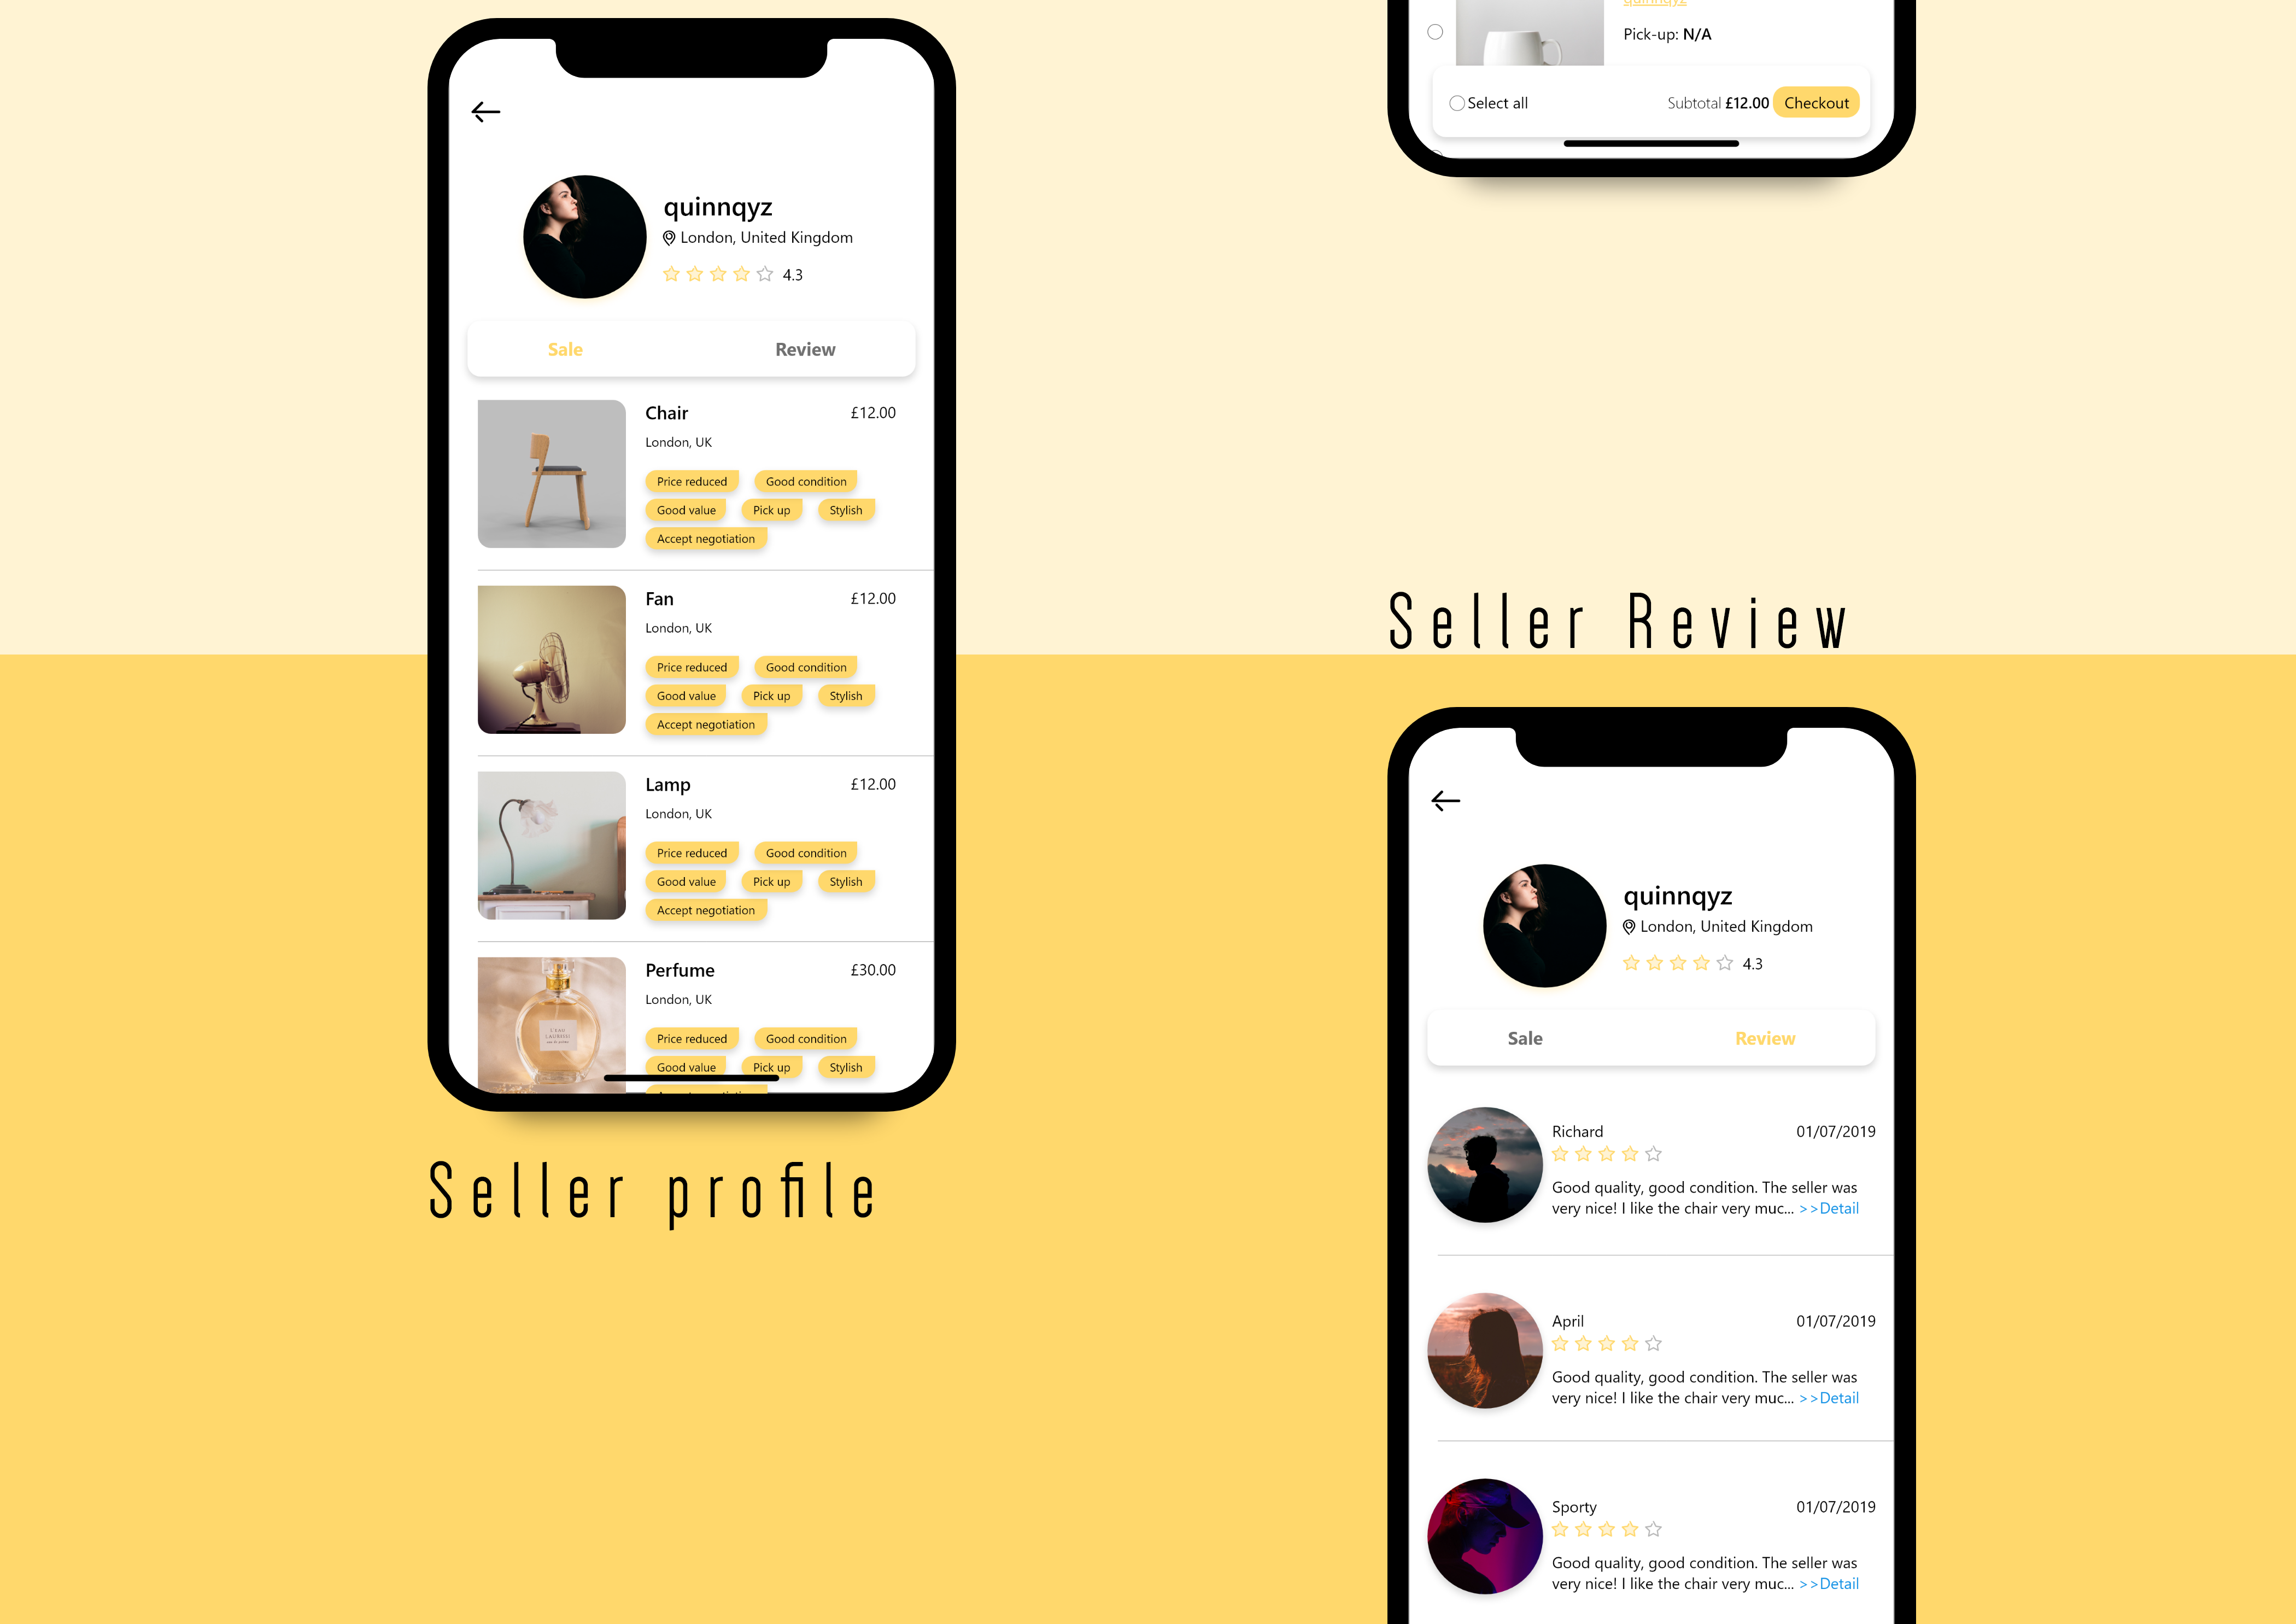 quinnqyz
London, United Kingdom
4.3
Sale Review
Chair £12.00
London, UK
Price reduced Good condition
Good value Pick up Stylish
Accept negotiation
Fan £12.00
London, UK
Price reduced Good condition
Good value Pick up Stylish
Accept negotiation
Lamp £12.00
London, UK
Price reduced Good condition
Good value Pick up Stylish
Accept negotiation
Perfume £30.00
London, UK
Price reduced Good condition
Good value Pick up Stylish
Seller profile
quinnqyz
Pick-up: N/A
Select all Subtotal £12.00 Checkout
Seller Review
quinnqyz
London, United Kingdom
4.3
Sale Review
Richard 01/07/2019
Good quality, good condition. The seller was
very nice! I like the chair very muc... >>Detail
April 01/07/2019
Good quality, good condition. The seller was
very nice! I like the chair very muc... >>Detail
Sporty 01/07/2019
Good quality, good condition. The seller was
very nice! I like the chair very muc... >>Detail